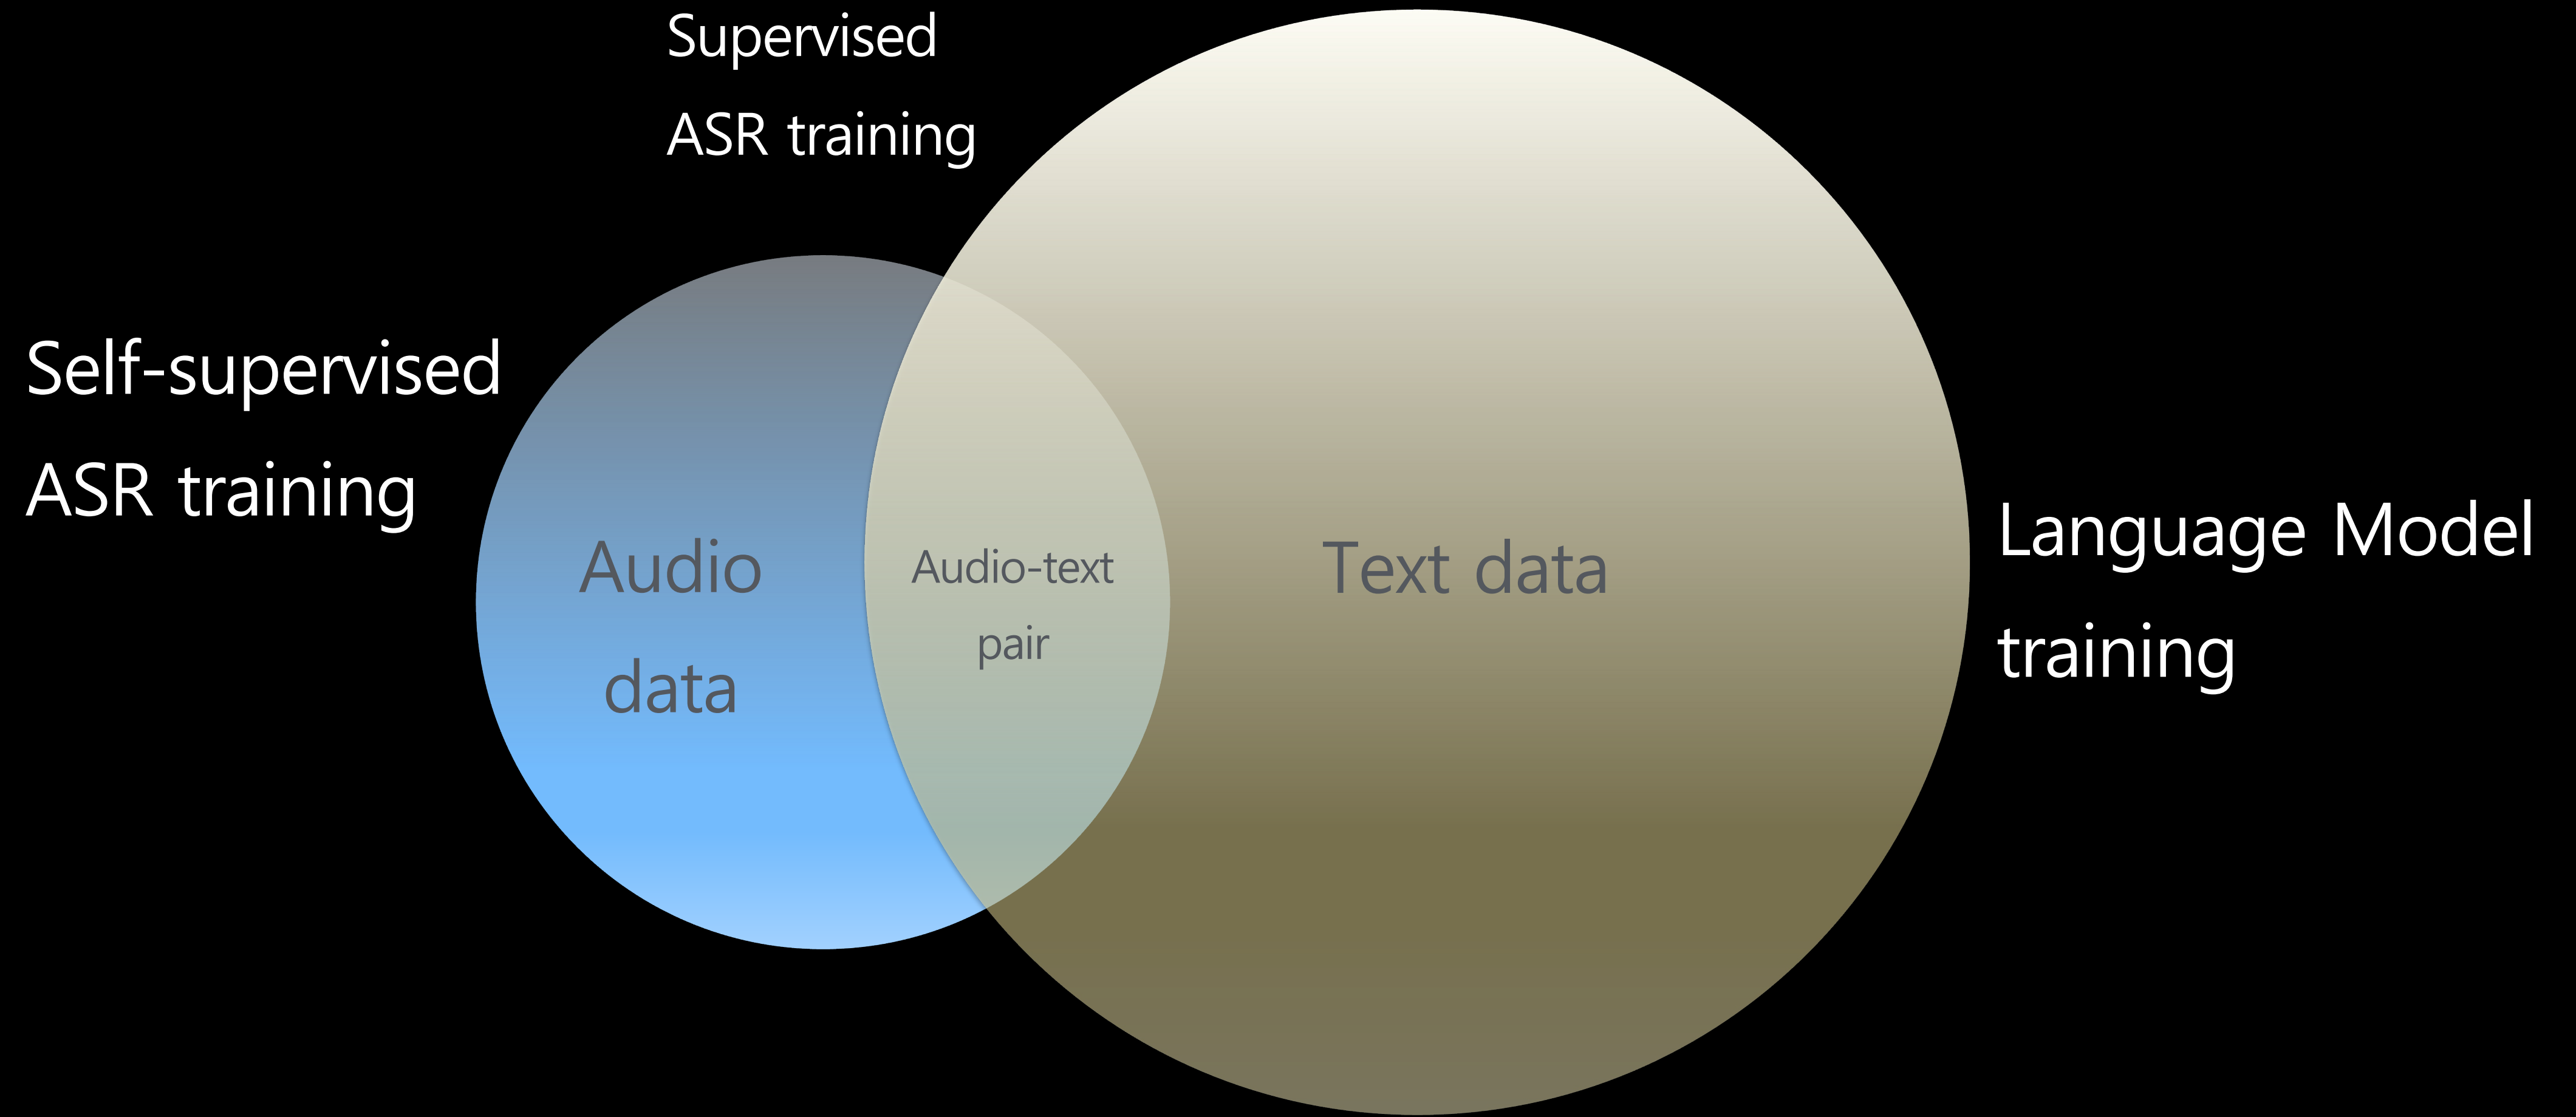 Supervised
ASR training
Self-supervised
ASR training
Audio
data
Audio-text
pair
Text data
Language Model
training